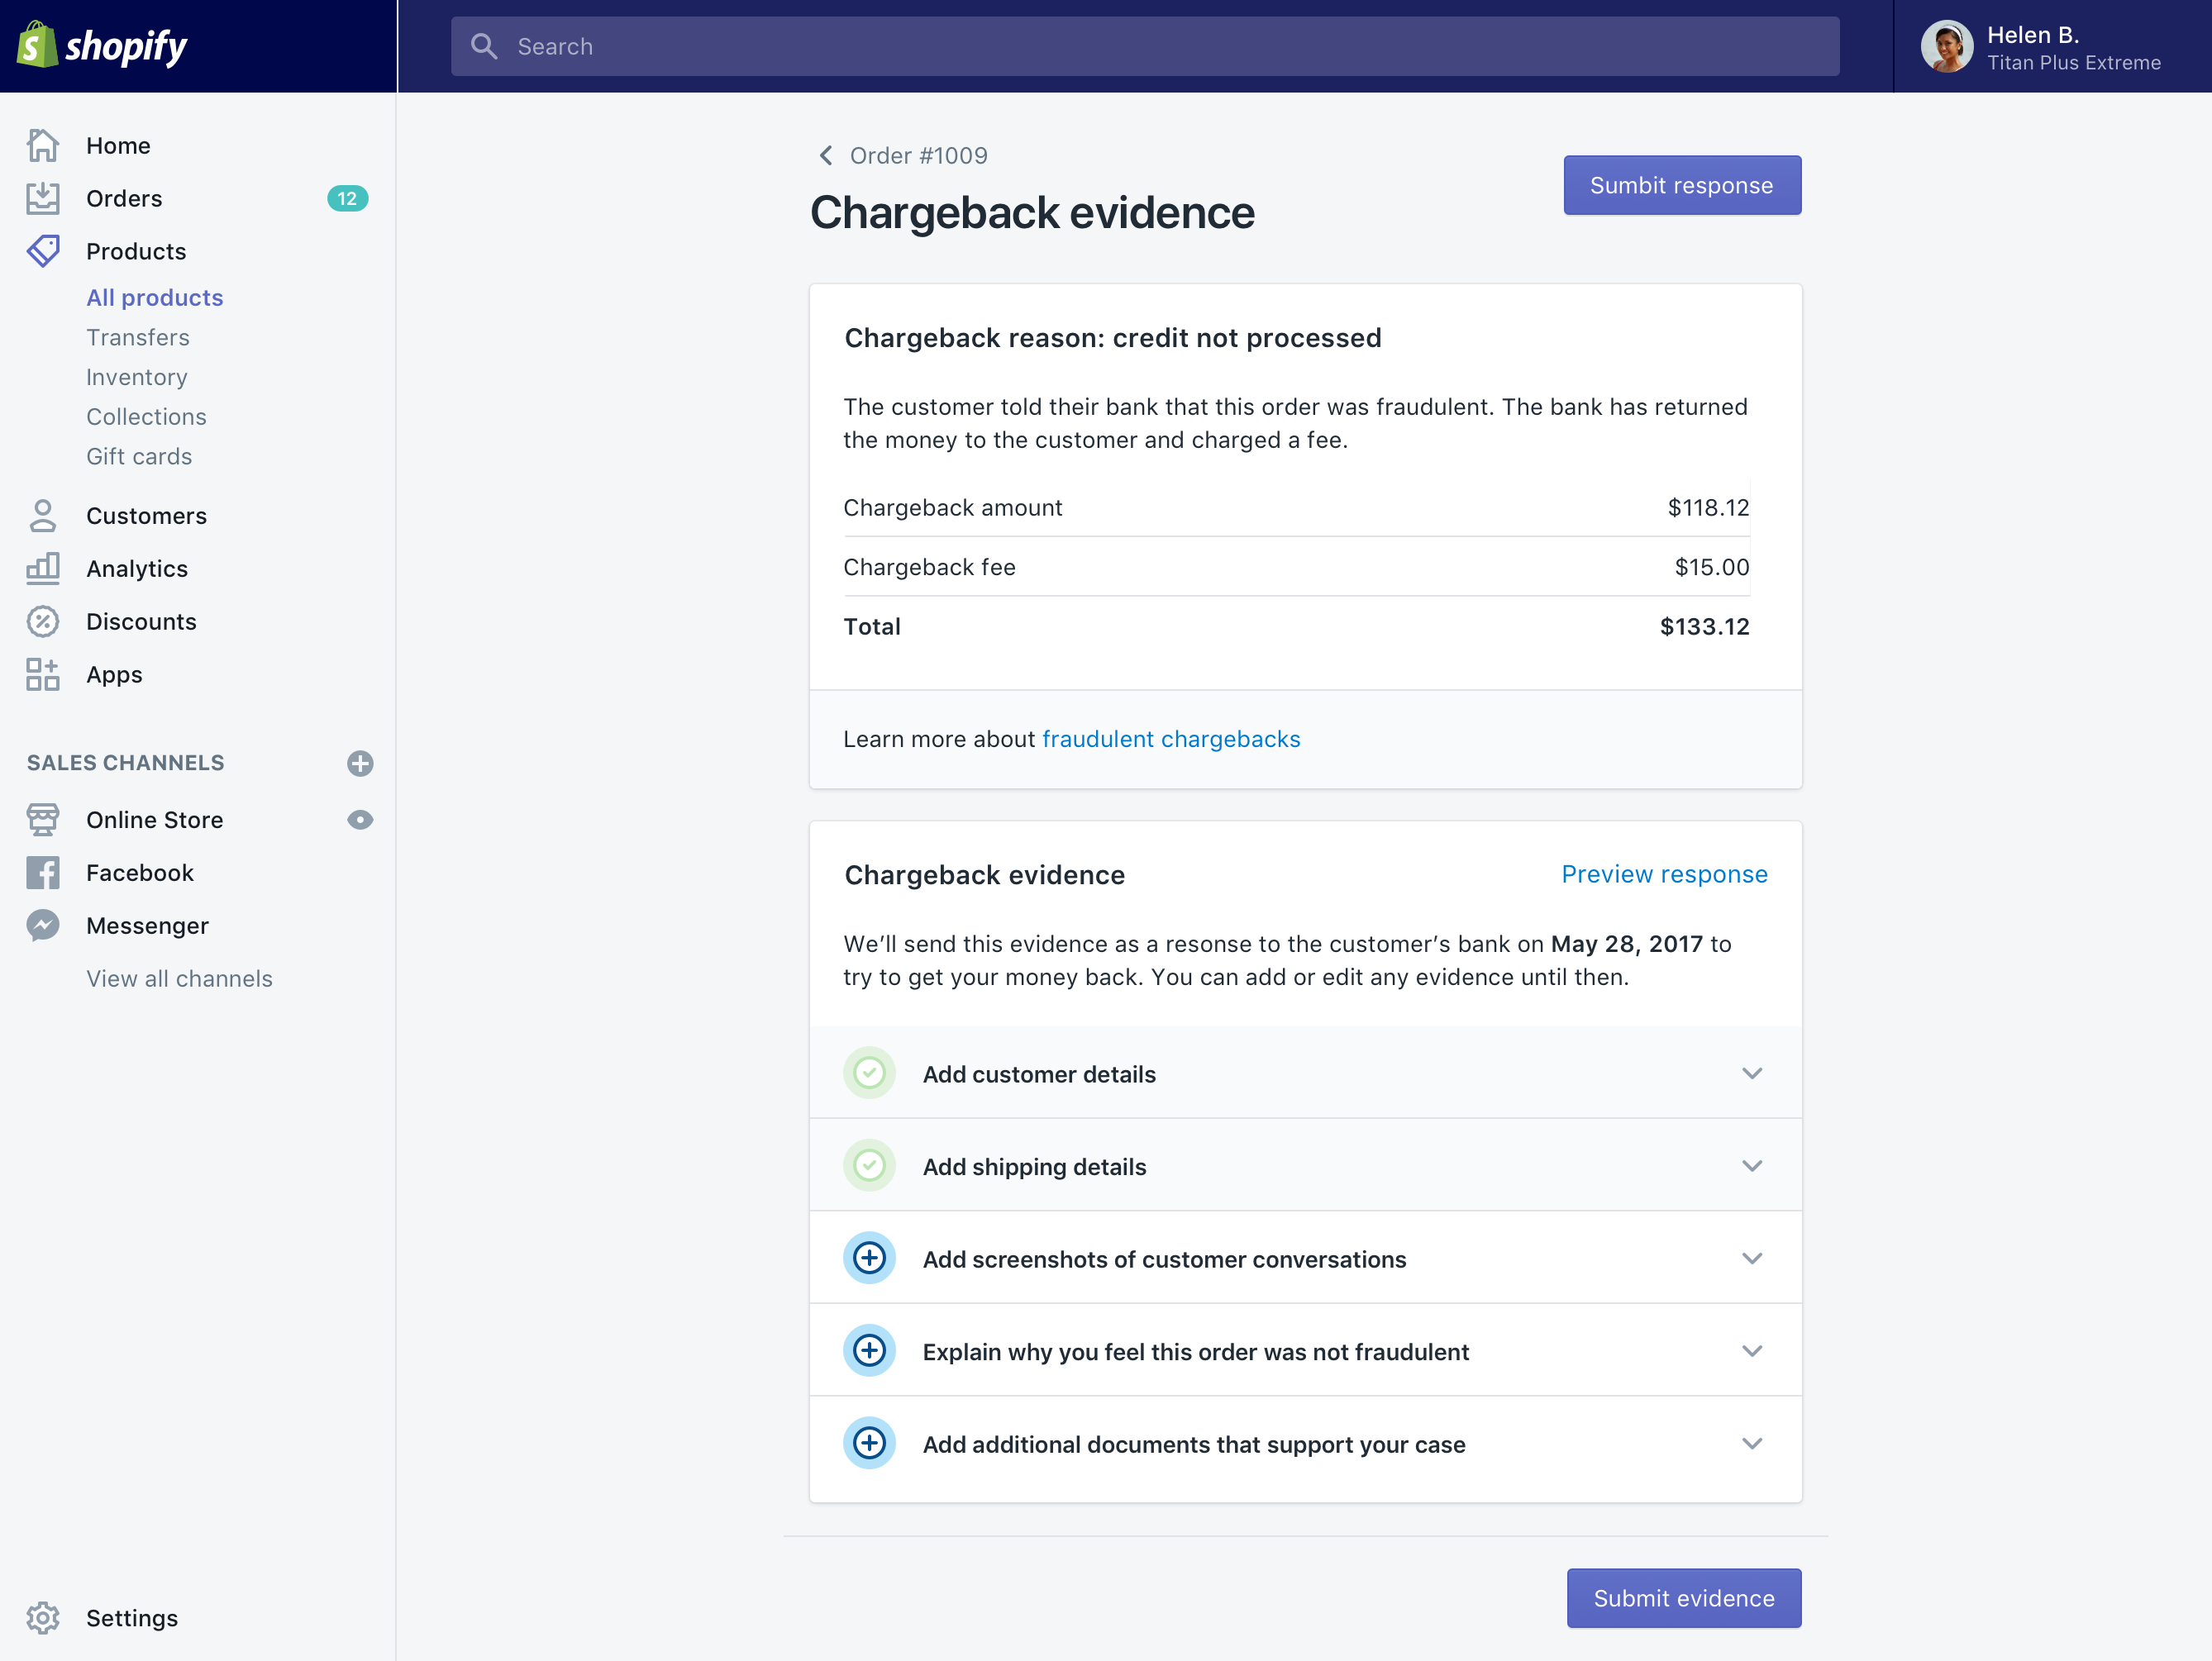 shopify
Search
Helen B.
Titan Plus Extreme
Home
Orders
12
Products
All products
Transfers
Inventory
Collections
Gift cards
Customers
Analytics
Discounts
Apps
SALES CHANNELS
Online Store
Facebook
Messenger
View all channels
Settings
Order #1009
Chargeback evidence
Sumbit response
Chargeback reason: credit not processed
The customer told their bank that this order was fraudulent. The bank has returned
the money to the customer and charged a fee.
Chargeback amount $118.12
Chargeback fee $15.00
Total $133.12
Learn more about fraudulent chargebacks
Chargeback evidence
Preview response
We’ll send this evidence as a resonse to the customer’s bank on May 28, 2017 to
try to get your money back. You can add or edit any evidence until then.
Add customer details
Add shipping details
Add screenshots of customer conversations
Explain why you feel this order was not fraudulent
Add additional documents that support your case
Submit evidence